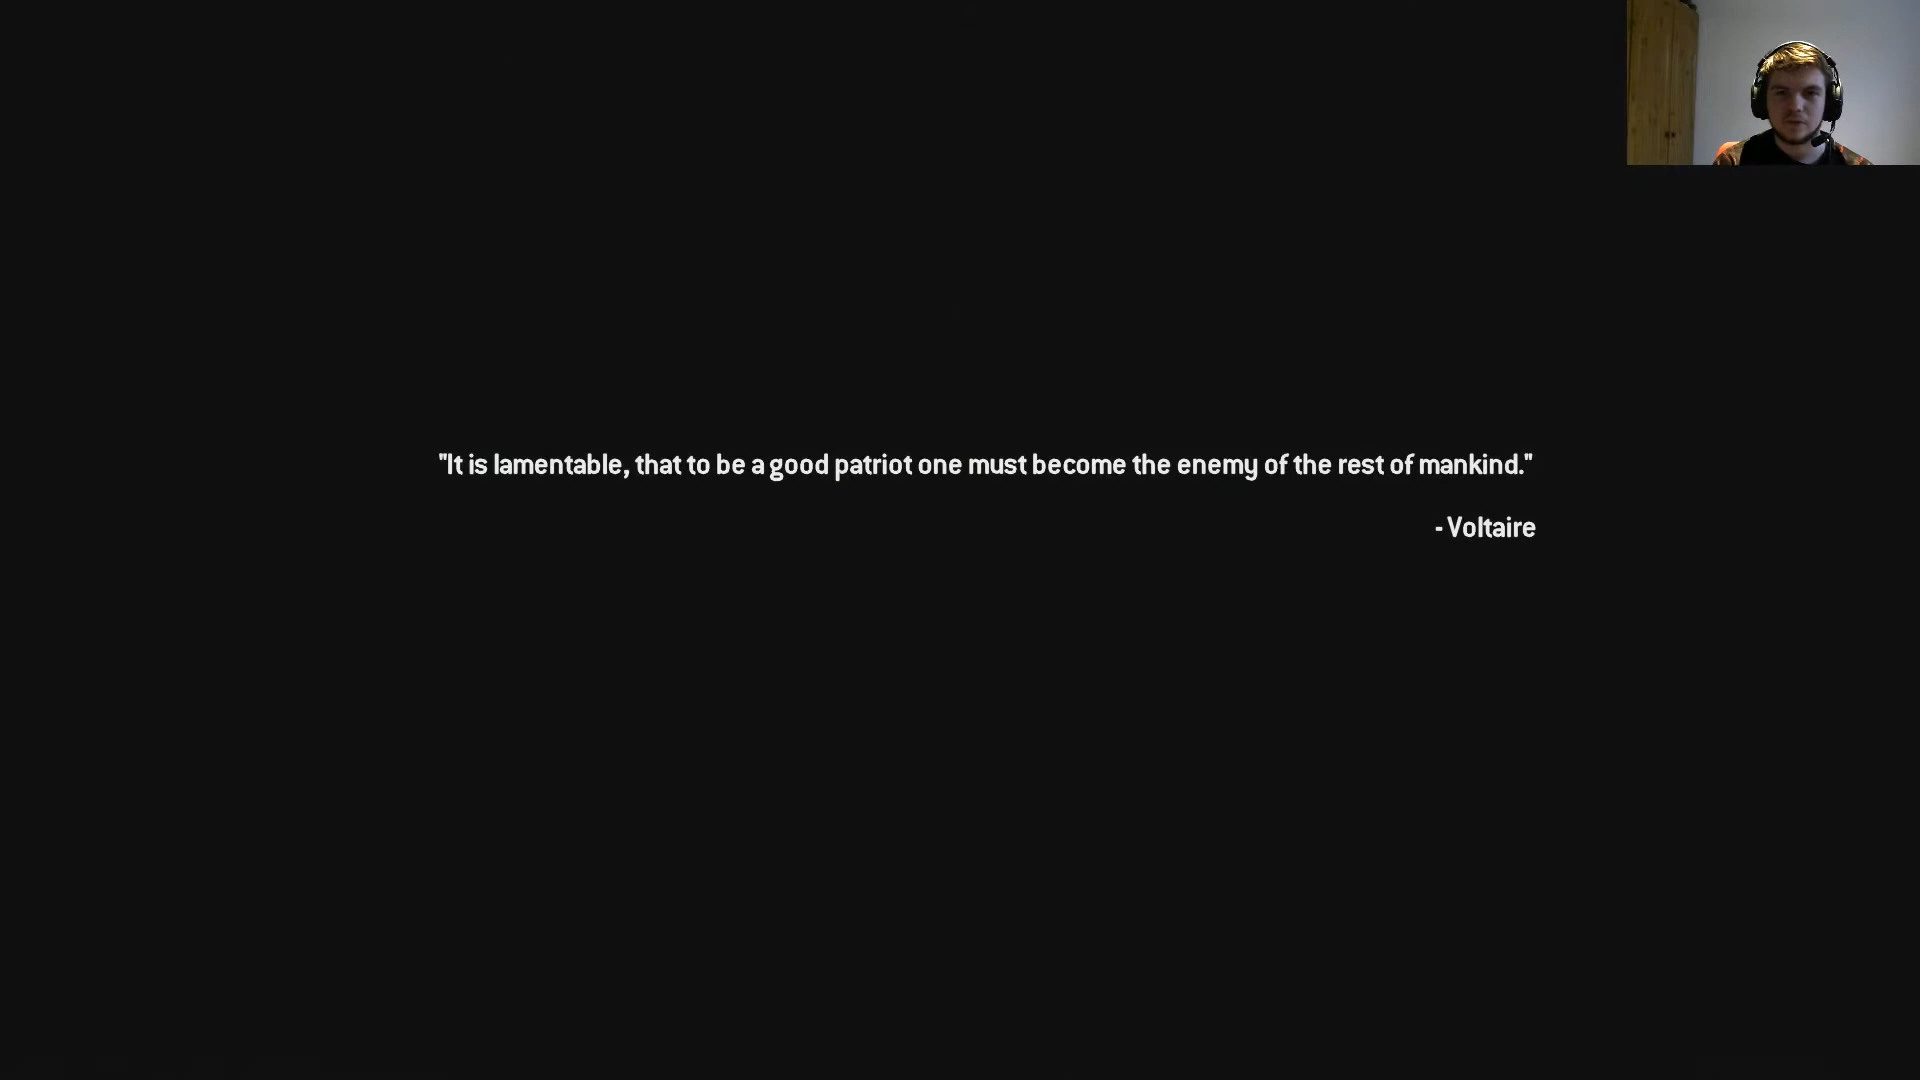 "It is lamentable, that to be a good patriot one must become the enemy of the rest of mankind."
- Voltaire